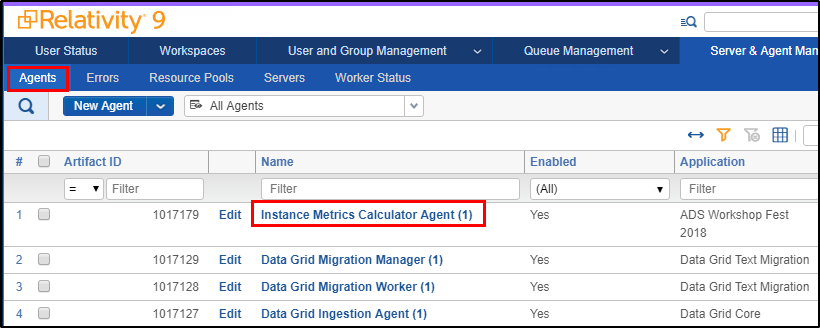 Relativity 9
User Status Workspaces User and Group Management Queue Management Server & Agent Man
Agents Errors Resource Pools Servers Worker Status
New Agent All Agents
# Artifact ID Name Enabled Application
= Filter Filter (All) Filter
1 1017179 Edit Instance Metrics Calculator Agent (1) Yes ADS Workshop Fest
2018
2 1017129 Edit Data Grid Migration Manager (1) Yes Data Grid Text Migration
3 1017128 Edit Data Grid Migration Worker (1) Yes Data Grid Text Migration
4 1017127 Edit Data Grid Ingestion Agent (1) Yes Data Grid Core